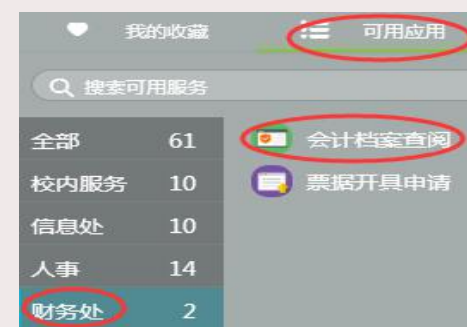 我的收藏 可用应用
搜索可用服务
全部 61
校内服务 10
信息处 10
人事 14
财务处 2
会计档案查阅
票据开具申请